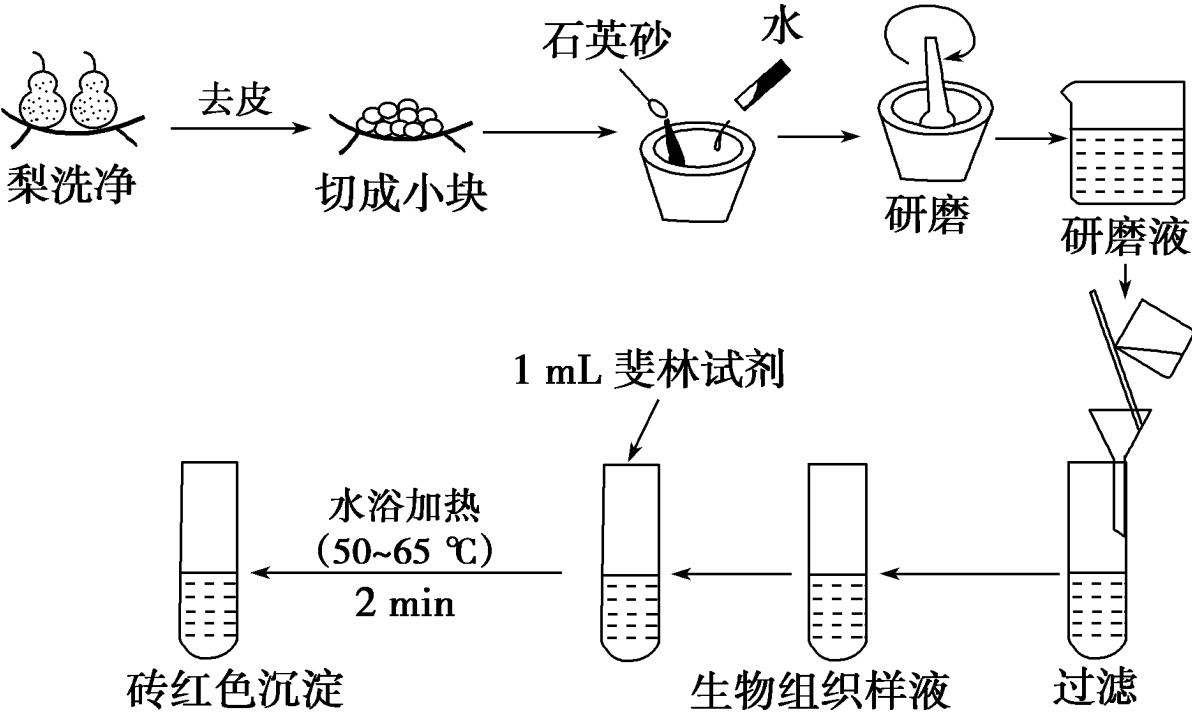 石英砂
水
去皮
梨洗净
切成小块
研磨
研磨液
1 mL 斐林试剂
水浴加热
(50~65 ℃)
2 min
砖红色沉淀
生物组织样液
过滤